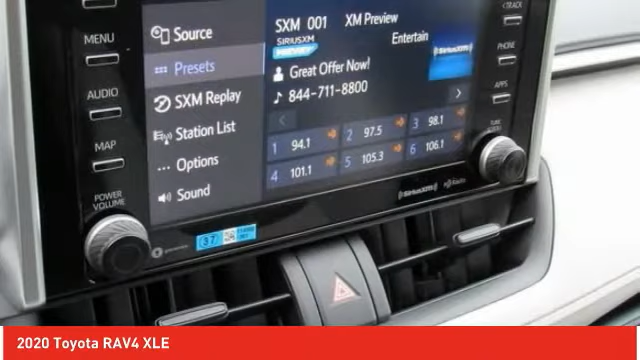 MENU
AUDIO
MAP
POWER
VOLUME
Source
Presets
SXM Replay
Station List
Options
Sound
SXM 001 XM Preview
SIRIUSXM
PREVIEW
Entertain
SiriusXM
Great Offer Now!
844-711-8800
1 94.1
2 97.5
3 98.1
4 101.1
5 105.3
6 106.1
SiriusXM
HD Radio
TRACK
PHONE
APPS
TUNE
37
2020 Toyota RAV4 XLE